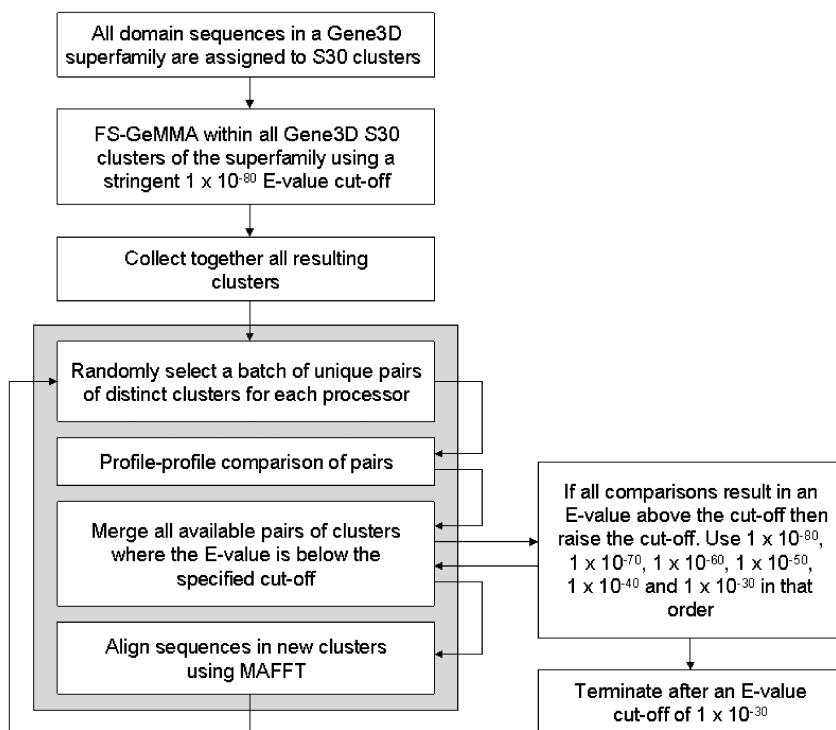 All domain sequences in a Gene3D
superfamily are assigned to S30 clusters
FS-GeMMA within all Gene3D S30
clusters of the superfamily using a
stringent 1 x 10⁻⁸⁰ E-value cut-off
Collect together all resulting
clusters
Randomly select a batch of unique pairs
of distinct clusters for each processor
Profile-profile comparison of pairs
Merge all available pairs of clusters
where the E-value is below the
specified cut-off
Align sequences in new clusters
using MAFFT
If all comparisons result in an
E-value above the cut-off then
raise the cut-off. Use 1 x 10⁻⁸⁰,
1 x 10⁻⁷⁰, 1 x 10⁻⁶⁰, 1 x 10⁻⁵⁰,
1 x 10⁻⁴⁰ and 1 x 10⁻³⁰ in that
order
Terminate after an E-value
cut-off of 1 x 10⁻³⁰